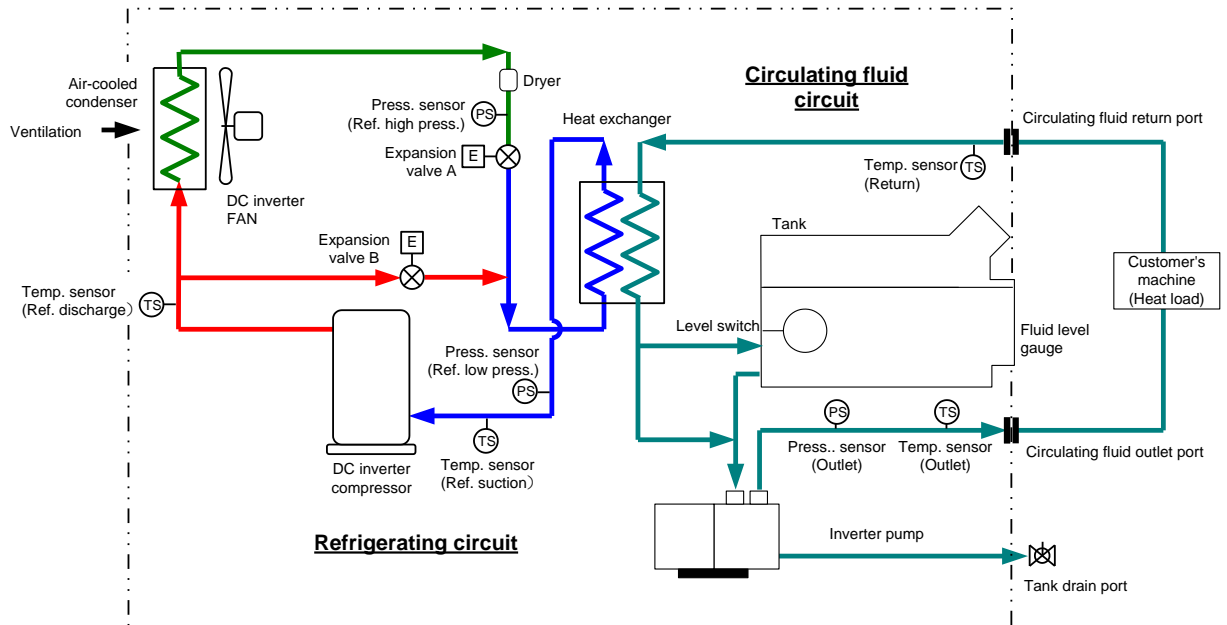 Air-cooled
condenser
Ventilation
DC inverter
FAN
Dryer
Press. sensor
(Ref. high press.)
PS
Expansion
valve A
E
Expansion
valve B
E
Temp. sensor
(Ref. discharge)
TS
DC inverter
compressor
Press. sensor
(Ref. low press.)
PS
TS
Temp. sensor
(Ref. suction)
Refrigerating circuit
Circulating fluid
circuit
Heat exchanger
Circulating fluid return port
Temp. sensor
(Return)
TS
Tank
Customer's
machine
(Heat load)
Level switch
Fluid level
gauge
PS
TS
Press.. sensor
(Outlet)
Temp. sensor
(Outlet)
Circulating fluid outlet port
Inverter pump
Tank drain port